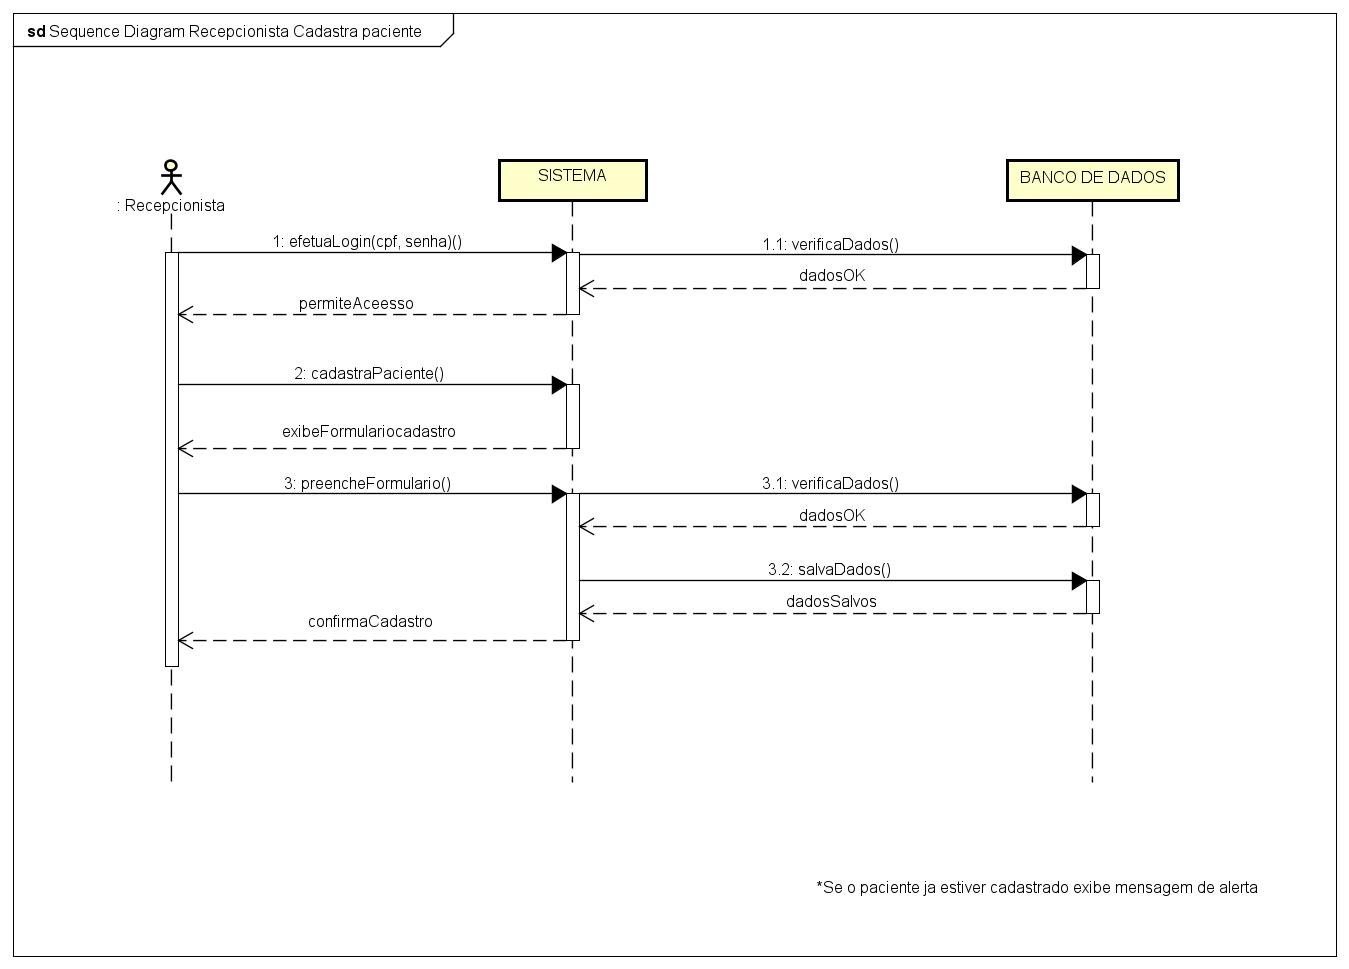 sd Sequence Diagram Recepcionista Cadastra paciente
: Recepcionista
SISTEMA
BANCO DE DADOS
1: efetuaLogin(cpf, senha)()
1.1: verificaDados()
dadosOK
permiteAceesso
2: cadastraPaciente()
exibeFormulariocadastro
3: preencheFormulario()
3.1: verificaDados()
dadosOK
3.2: salvaDados()
dadosSalvos
confirmaCadastro
*Se o paciente ja estiver cadastrado exibe mensagem de alerta